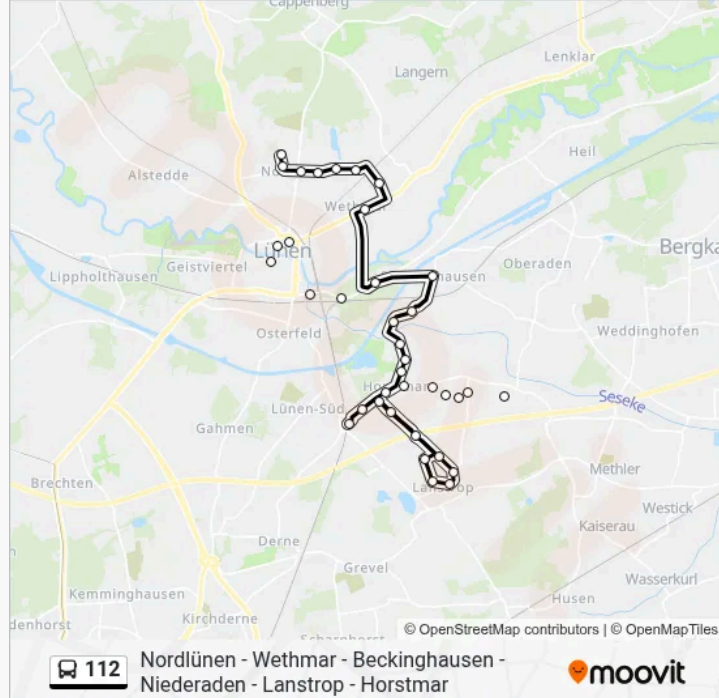 Cappenberg
Lenklar
Langern
Heil
Alstedde
Lünen
Bergka
Geistviertel
Oberaden
Lippholthausen
hausen
Weddinghofen
Osterfeld
Seseke
Lünen-Süd
Gahmen
Methler
Brechten
Lanstrop
Westick
Kaiserau
Derne
Grevel
Wasserkurl
Kemminghausen
Husen
Kirchderne
denhorst
© OpenStreetMap contributors | © OpenMapTiles
112
Nordlünen - Wethmar - Beckinghausen -
Niederaden - Lanstrop - Horstmar
moovit